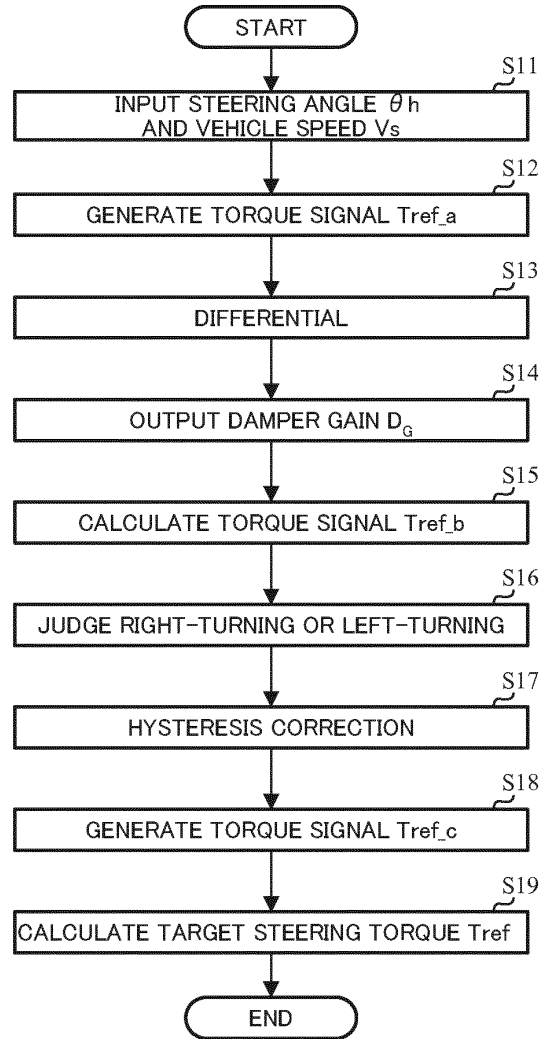 START
S11
INPUT STEERING ANGLE θh
AND VEHICLE SPEED Vs
S12
GENERATE TORQUE SIGNAL Tref_a
S13
DIFFERENTIAL
S14
OUTPUT DAMPER GAIN DG
S15
CALCULATE TORQUE SIGNAL Tref_b
S16
JUDGE RIGHT-TURNING OR LEFT-TURNING
S17
HYSTERESIS CORRECTION
S18
GENERATE TORQUE SIGNAL Tref_c
S19
CALCULATE TARGET STEERING TORQUE Tref
END